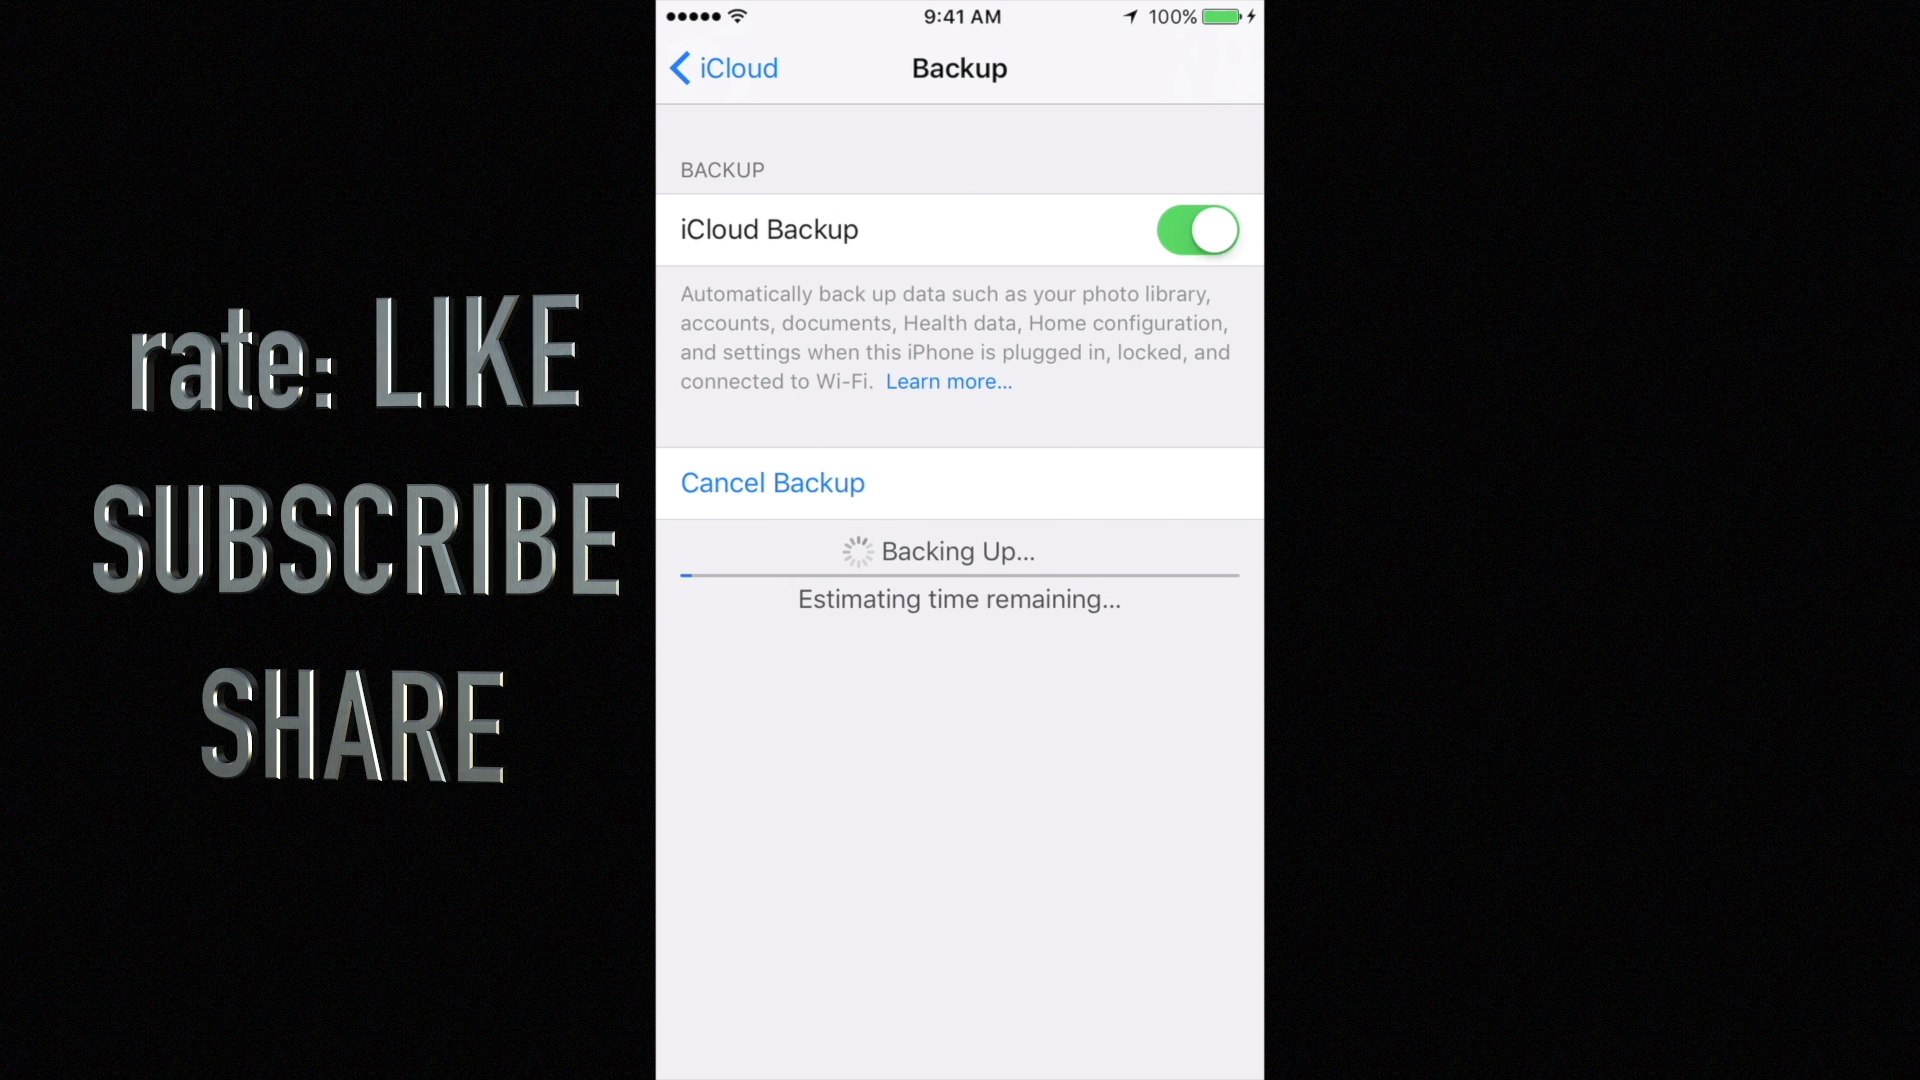 9:41 AM
100%
iCloud
Backup
BACKUP
iCloud Backup
Automatically back up data such as your photo library,
accounts, documents, Health data, Home configuration,
and settings when this iPhone is plugged in, locked, and
connected to Wi-Fi. Learn more...
Cancel Backup
Backing Up...
Estimating time remaining...
rate: LIKE
SUBSCRIBE
SHARE